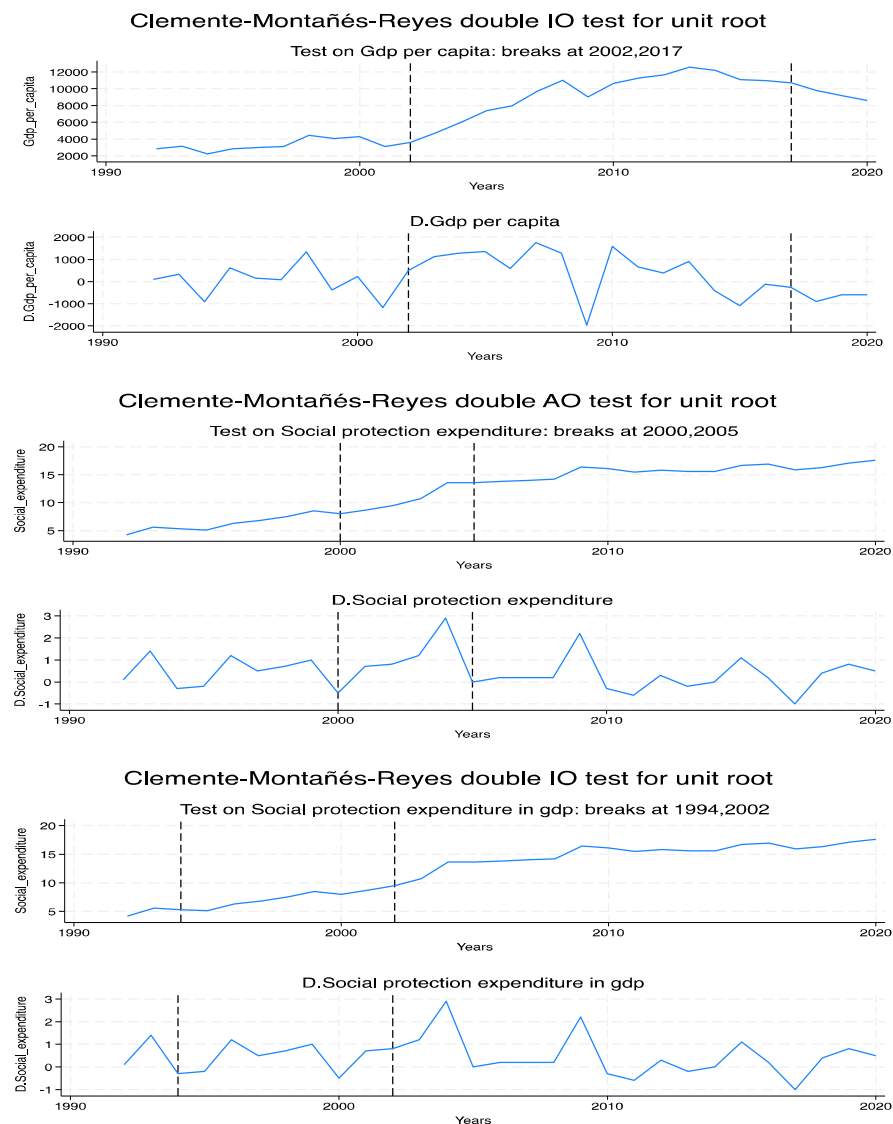 Clemente-Montañés-Reyes double IO test for unit root
Test on Gdp per capita: breaks at 2002,2017
Gdp_per_capita
12000
10000
8000
6000
4000
2000
1990 2000 2010 2020
Years
D.Gdp per capita
D.Gdp_per_capita
2000
1000
0
-1000
-2000
1990 2000 2010 2020
Years
Clemente-Montañés-Reyes double AO test for unit root
Test on Social protection expenditure: breaks at 2000,2005
Social_expenditure
20
15
10
5
1990 2000 2010 2020
Years
D.Social protection expenditure
D.Social_expenditure
3
2
1
0
-1
1990 2000 2010 2020
Years
Clemente-Montañés-Reyes double IO test for unit root
Test on Social protection expenditure in gdp: breaks at 1994,2002
Social_expenditure
20
15
10
5
1990 2000 2010 2020
Years
D.Social protection expenditure in gdp
D.Social_expenditure
3
2
1
0
-1
1990 2000 2010 2020
Years